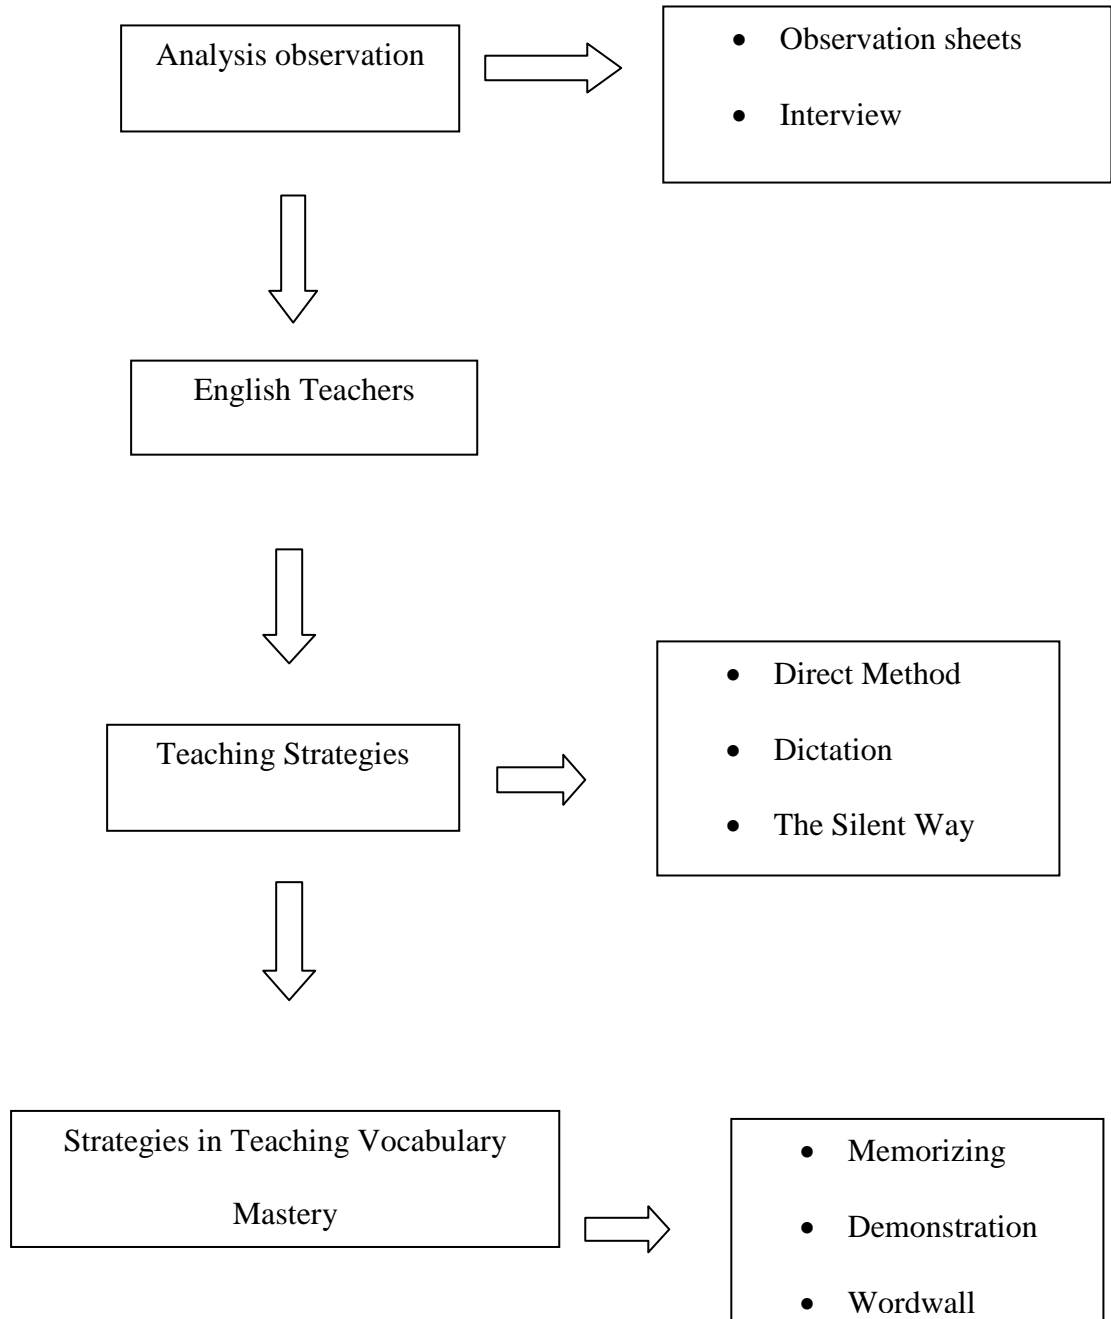 Analysis observation
• Observation sheets
• Interview
English Teachers
Teaching Strategies
• Direct Method
• Dictation
• The Silent Way
Strategies in Teaching Vocabulary
Mastery
• Memorizing
• Demonstration
• Wordwall